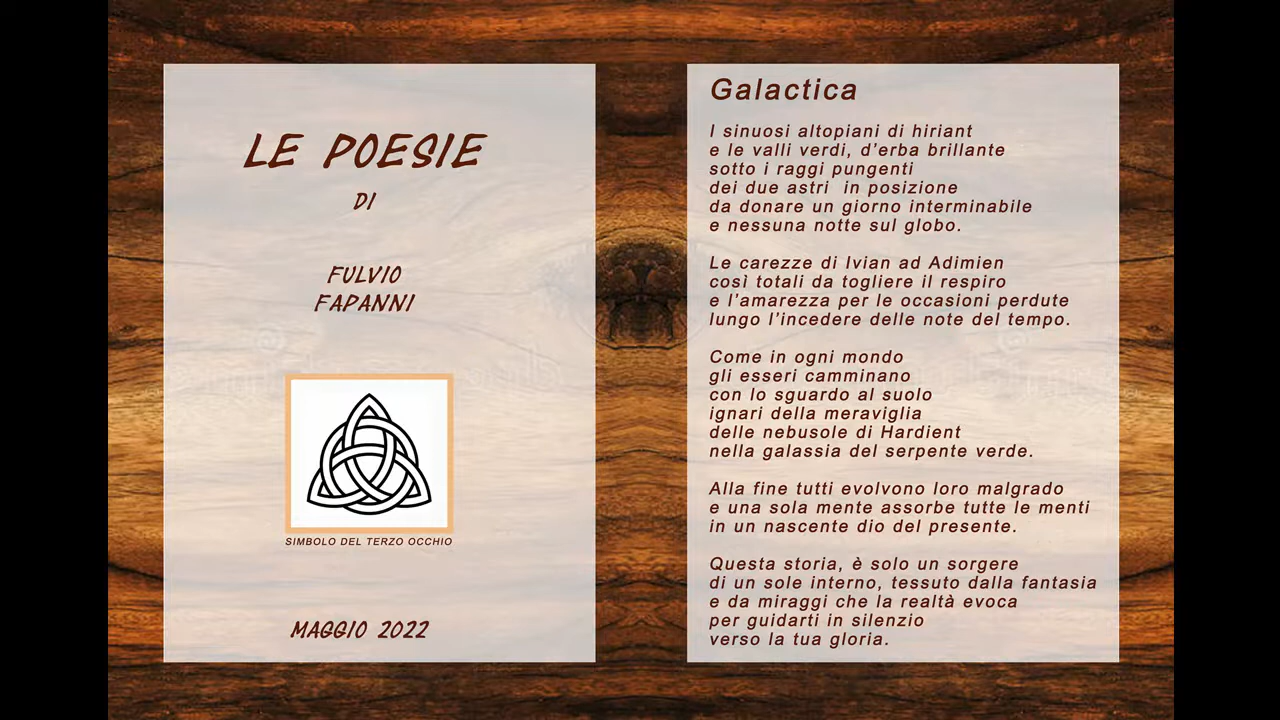 LE POESIE
DI
FULVIO
FAPANNI
SIMBOLO DEL TERZO OCCHIO
MAGGIO 2022
Galactica
I sinuosi altopiani di hiriant
e le valli verdi, d'erba brillante
sotto i raggi pungenti
dei due astri  in posizione
da donare un giorno interminabile
e nessuna notte sul globo.
Le carezze di Ivian ad Adimien
così totali da togliere il respiro
e l'amarezza per le occasioni perdute
lungo l'incedere delle note del tempo.
Come in ogni mondo
gli esseri camminano
con lo sguardo al suolo
ignari della meraviglia
delle nebusole di Hardient
nella galassia del serpente verde.
Alla fine tutti evolvono loro malgrado
e una sola mente assorbe tutte le menti
in un nascente dio del presente.
Questa storia, è solo un sorgere
di un sole interno, tessuto dalla fantasia
e da miraggi che la realtà evoca
per guidarti in silenzio
verso la tua gloria.